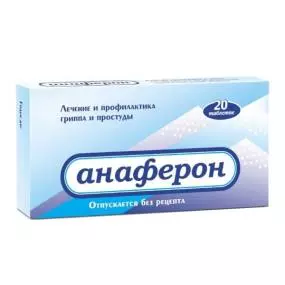 Лечение и профилактика
гриппа и простуды
20
таблеток
анаферон
Отпускается без рецепта